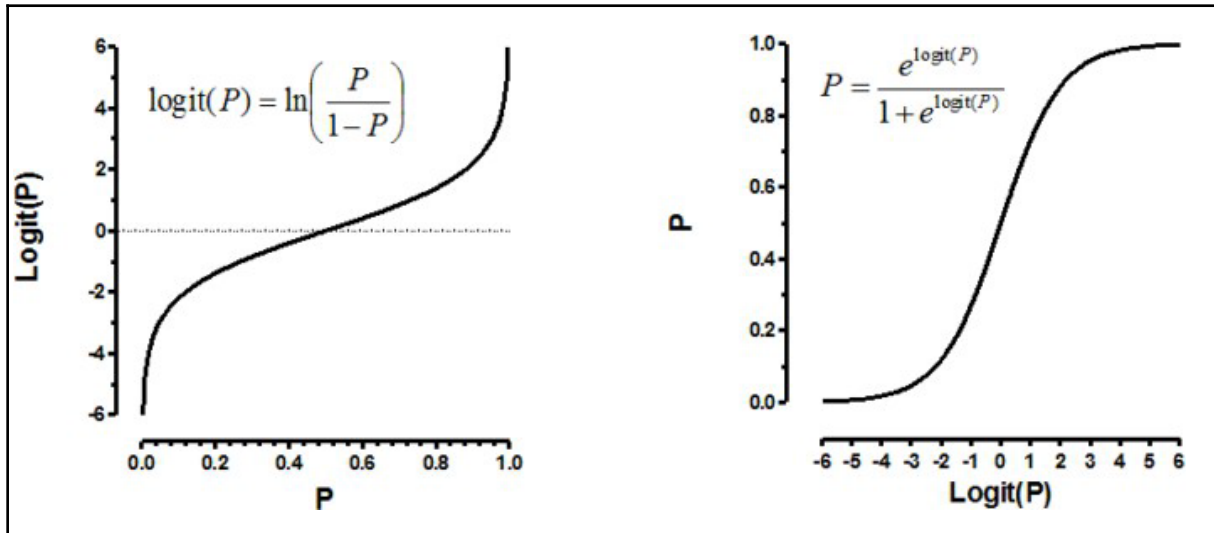 6
4
2
0
-2
-4
-6
Logit(P)
logit(P) = ln(P/(1 − P))
0.0 0.2 0.4 0.6 0.8 1.0
P
1.0
0.8
0.6
0.4
0.2
0.0
P
P = e^logit(P)/(1 + e^logit(P))
-6 -5 -4 -3 -2 -1 0 1 2 3 4 5 6
Logit(P)